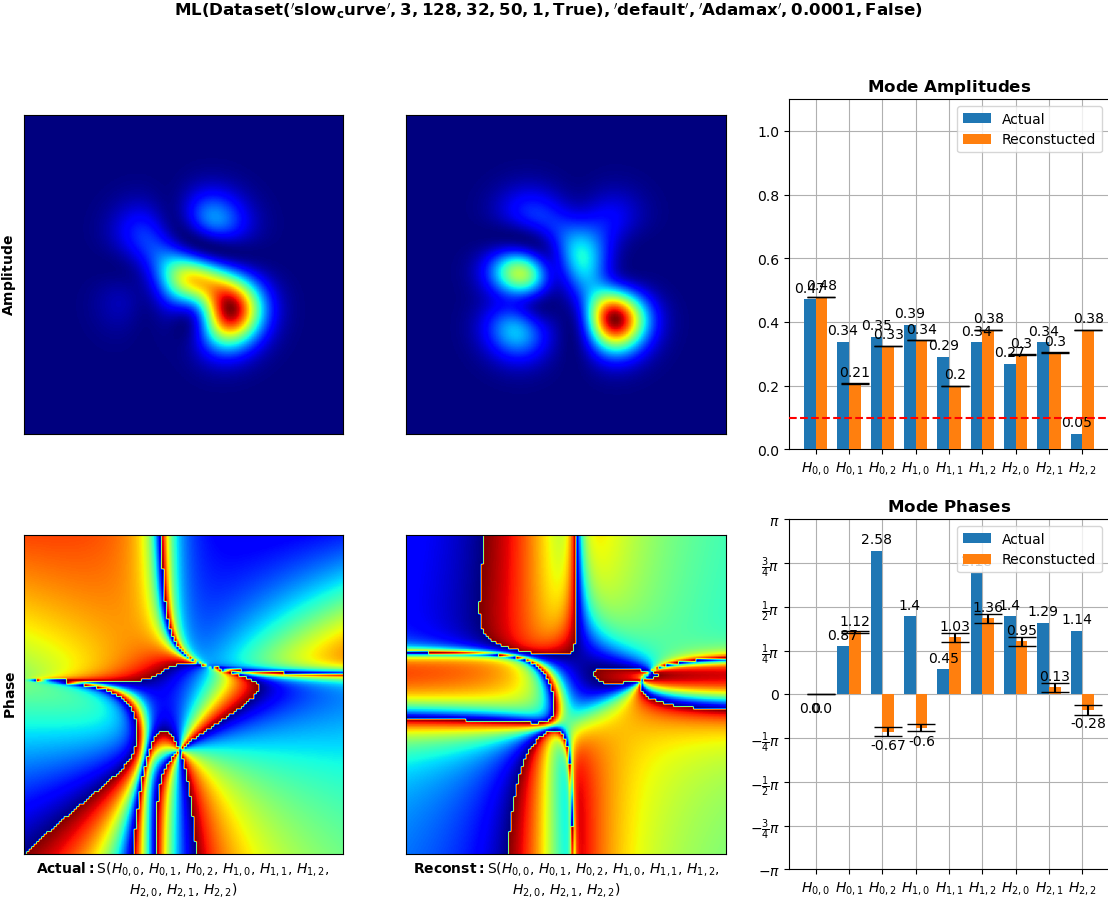 ML(Dataset('slow_curve', 3, 128, 32, 50, 1, True), 'default', 'Adamax', 0.0001, False)
Amplitude
Mode Amplitudes
Actual
Reconstucted
1.0
0.8
0.6
0.4
0.2
0.0
0.47 0.48
0.34 0.21
0.35 0.33
0.39 0.34
0.29 0.2
0.34 0.38
0.27 0.3
0.34 0.3
0.05 0.38
H0,0 H0,1 H0,2 H1,0 H1,1 H1,2 H2,0 H2,1 H2,2
Phase
Actual: S(H0,0, H0,1, H0,2, H1,0, H1,1, H1,2,
H2,0, H2,1, H2,2)
Reconst: S(H0,0, H0,1, H0,2, H1,0, H1,1, H1,2,
H2,0, H2,1, H2,2)
Mode Phases
Actual
Reconstucted
π
3/4π
1/2π
1/4π
0
−1/4π
−1/2π
−3/4π
−π
0.0 0.0
0.87 1.12
2.58 -0.67
1.4 -0.6
0.45 1.03
1.36
1.4 0.95
1.29 0.13
1.14 -0.28
H0,0 H0,1 H0,2 H1,0 H1,1 H1,2 H2,0 H2,1 H2,2